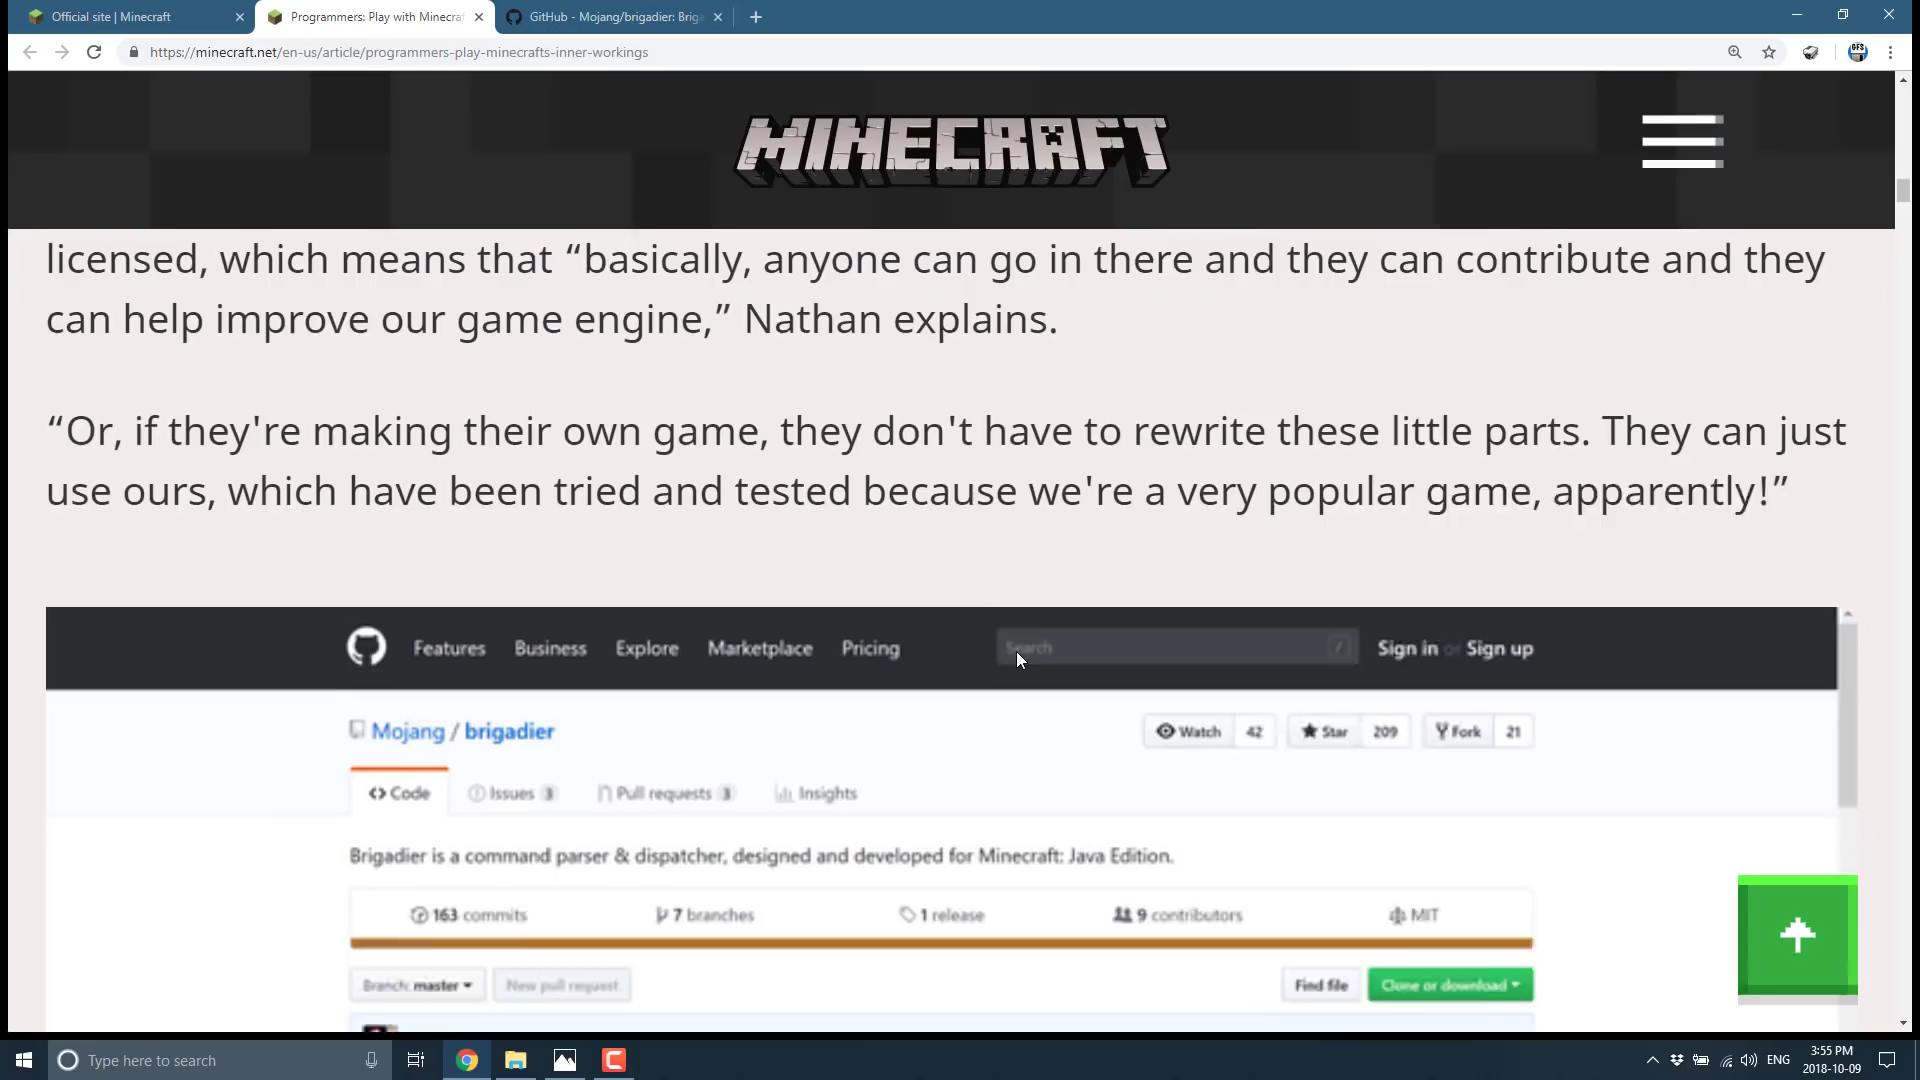 Official site | Minecraft
Programmers: Play with Minecraf
GitHub - Mojang/brigadier: Briga
https://minecraft.net/en-us/article/programmers-play-minecrafts-inner-workings
MINECRAFT
licensed, which means that “basically, anyone can go in there and they can contribute and they
can help improve our game engine,” Nathan explains.
“Or, if they're making their own game, they don't have to rewrite these little parts. They can just
use ours, which have been tried and tested because we're a very popular game, apparently!”
Features Business Explore Marketplace Pricing Search / Sign in or Sign up
Mojang / brigadier Watch 42 Star 209 Fork 21
<> Code Issues 3 Pull requests 3 Insights
Brigadier is a command parser & dispatcher, designed and developed for Minecraft: Java Edition.
163 commits 7 branches 1 release 9 contributors MIT
Branch: master New pull request Find file Clone or download
Type here to search ENG 3:55 PM
2018-10-09